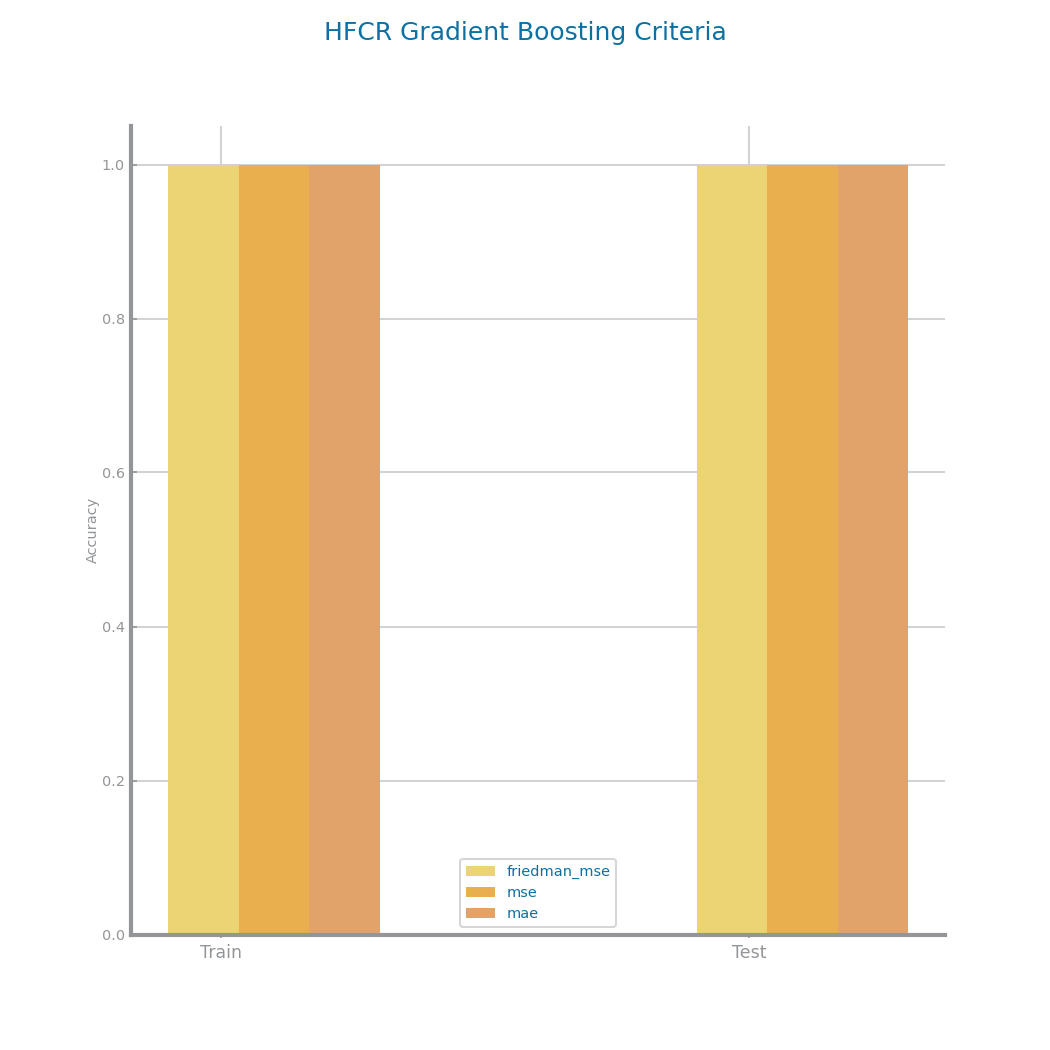 HFCR Gradient Boosting Criteria
1.0
0.8
0.6
0.4
0.2
0.0
Accuracy
friedman_mse
mse
mae
Train
Test